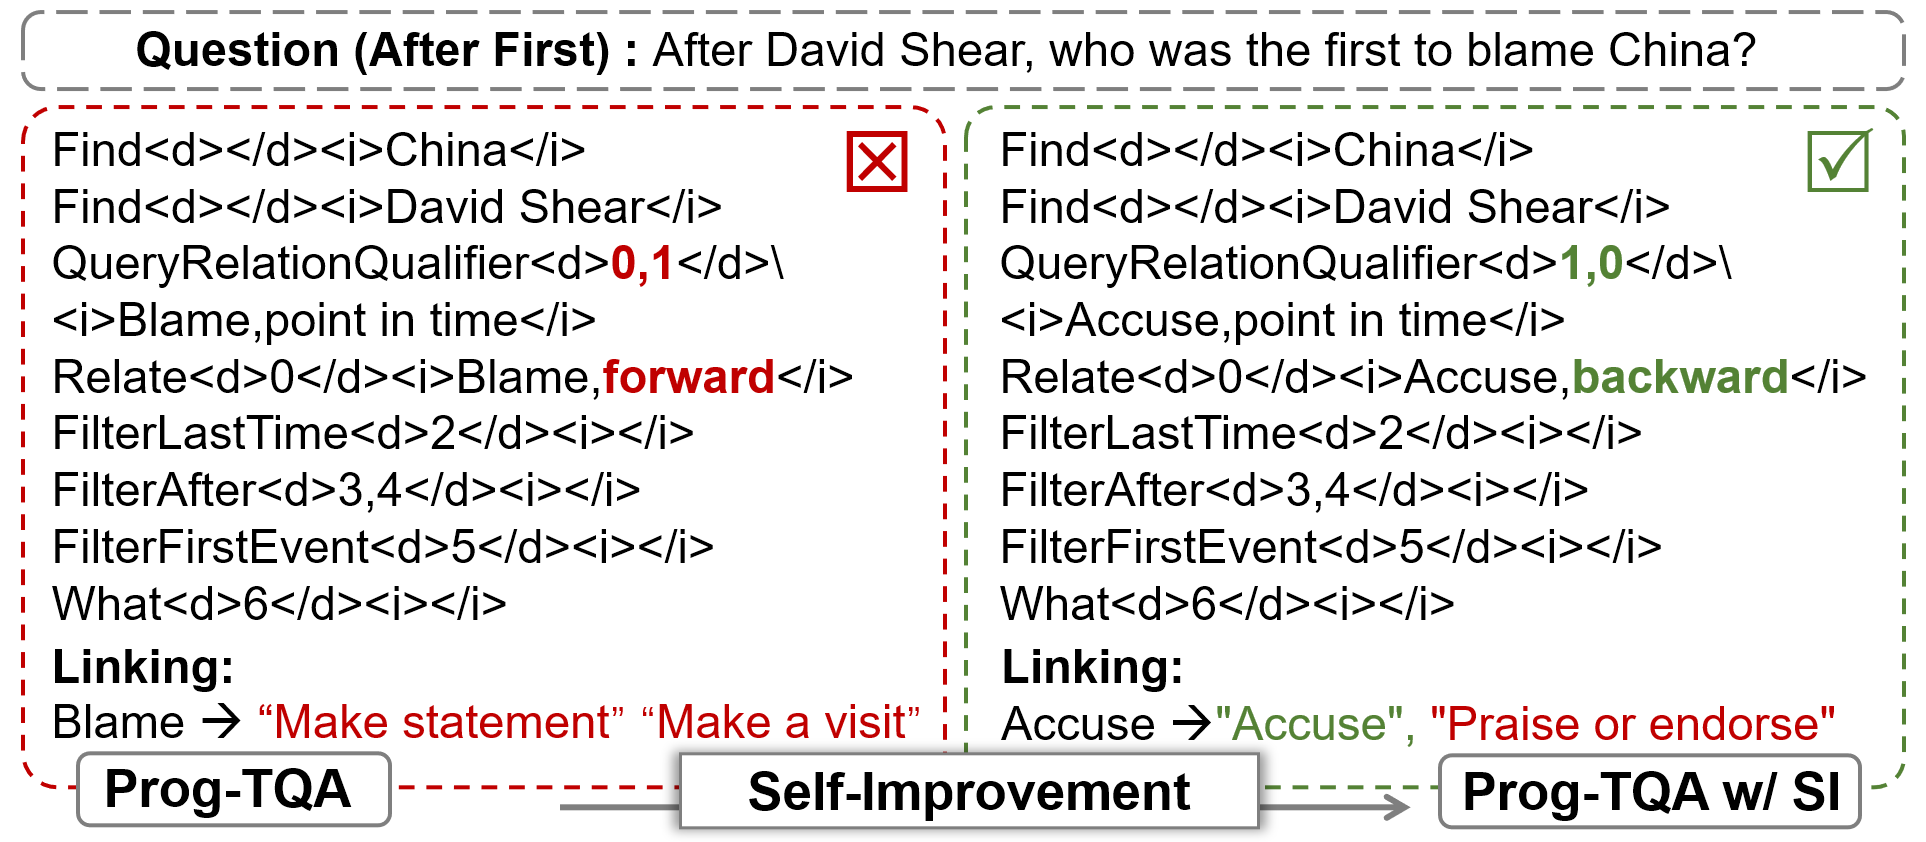 Question (After First) : After David Shear, who was the first to blame China?
Find<d></d><i>China</i>
Find<d></d><i>David Shear</i>
QueryRelationQualifier<d>0,1</d>\
<i>Blame,point in time</i>
Relate<d>0</d><i>Blame,forward</i>
FilterLastTime<d>2</d><i></i>
FilterAfter<d>3,4</d><i></i>
FilterFirstEvent<d>5</d><i></i>
What<d>6</d><i></i>
Linking:
Blame → “Make statement” “Make a visit”
Prog-TQA
Find<d></d><i>China</i>
Find<d></d><i>David Shear</i>
QueryRelationQualifier<d>1,0</d>\
<i>Accuse,point in time</i>
Relate<d>0</d><i>Accuse,backward</i>
FilterLastTime<d>2</d><i></i>
FilterAfter<d>3,4</d><i></i>
FilterFirstEvent<d>5</d><i></i>
What<d>6</d><i></i>
Linking:
Accuse →"Accuse", "Praise or endorse"
Self-Improvement
Prog-TQA w/ SI